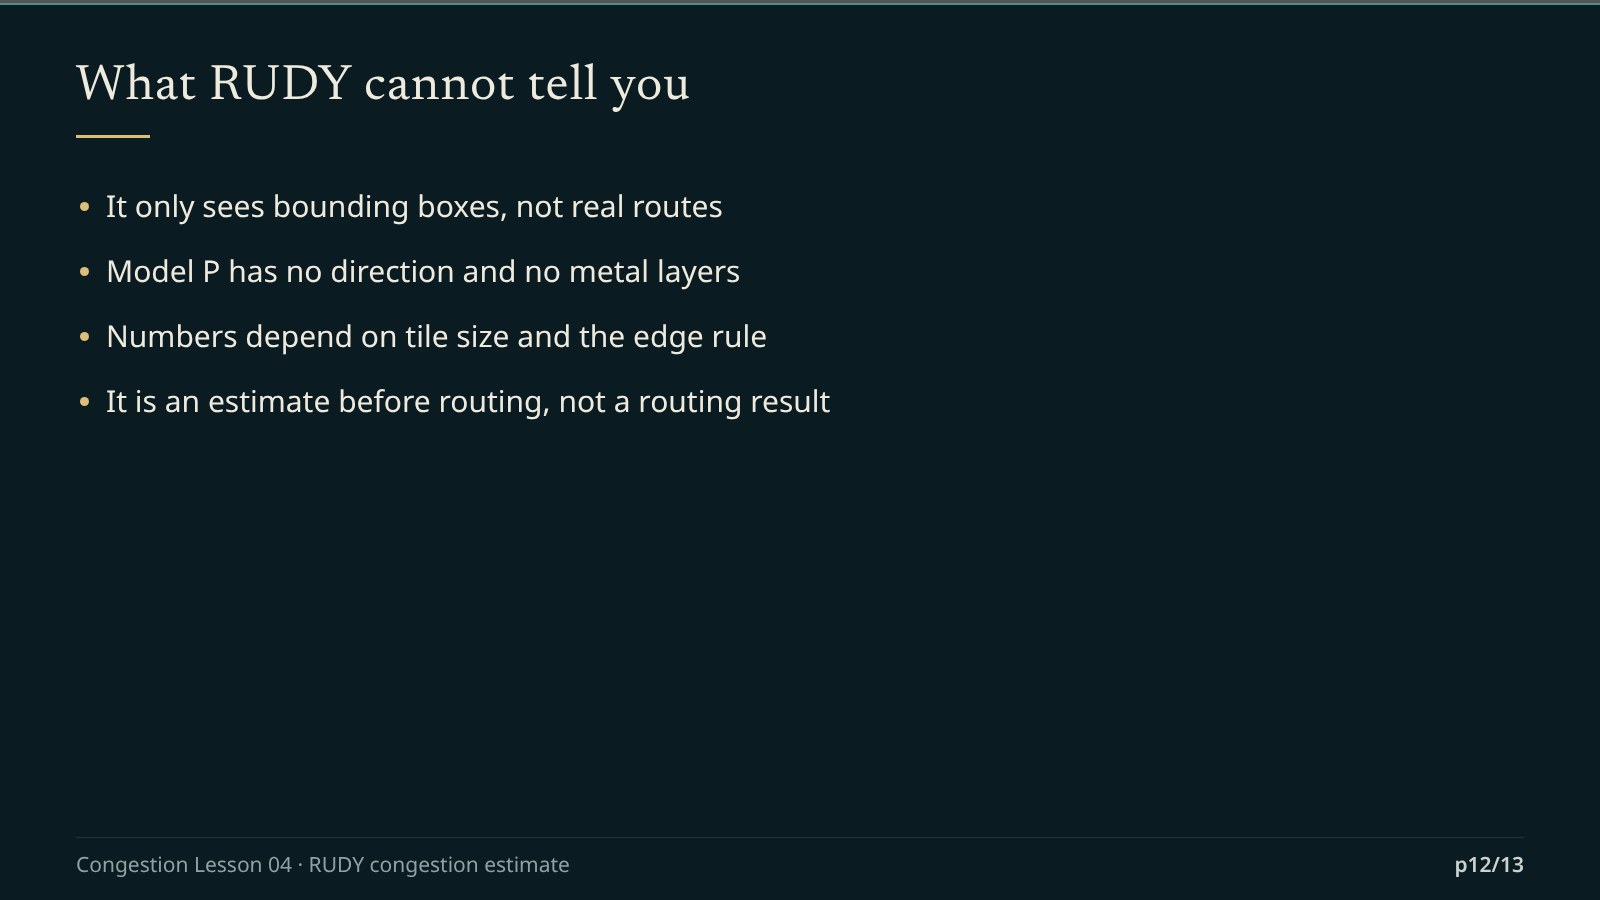 What RUDY cannot tell you
• It only sees bounding boxes, not real routes
• Model P has no direction and no metal layers
• Numbers depend on tile size and the edge rule
• It is an estimate before routing, not a routing result
Congestion Lesson 04 · RUDY congestion estimate
p12/13